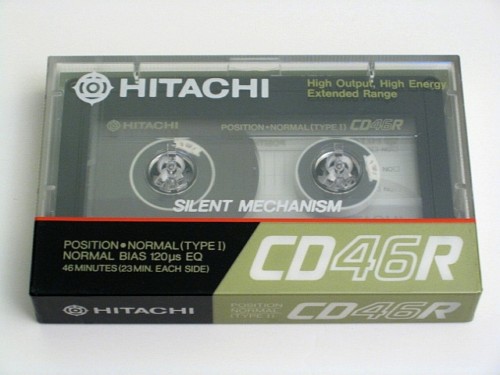 HITACHI
High Output, High Energy
Extended Range
HITACHI POSITION•NORMAL(TYPE I) CD46R
SILENT MECHANISM
POSITION•NORMAL(TYPE I)
NORMAL BIAS 120μs EQ
46 MINUTES (23 MIN. EACH SIDE)
CD46R
HITACHI
POSITION
NORMAL
(TYPE I)
CD46R